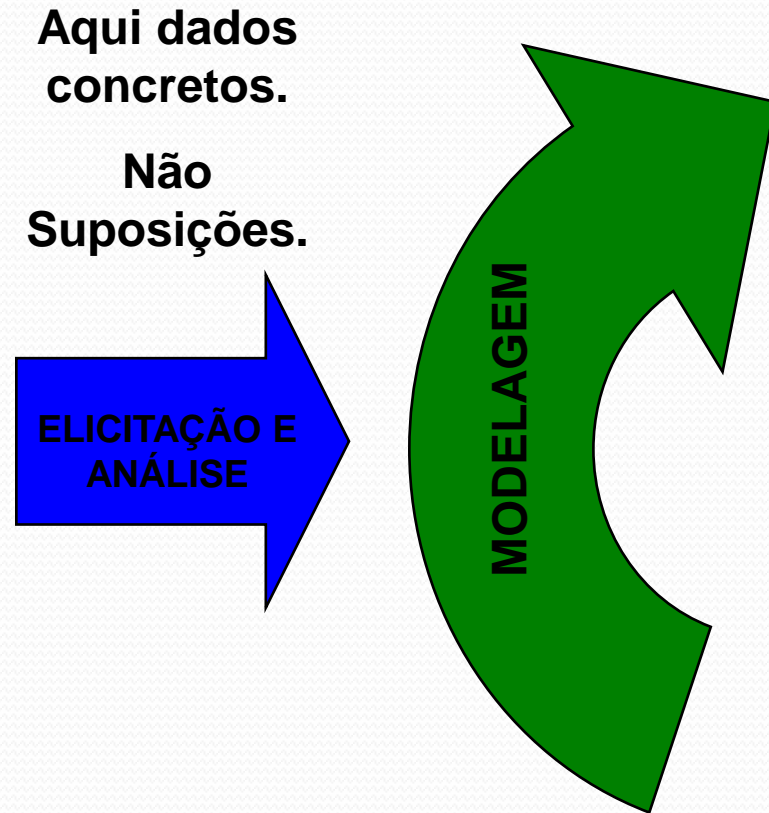 Aqui dados
concretos.
Não
Suposições.
ELICITAÇÃO E
ANÁLISE
MODELAGEM